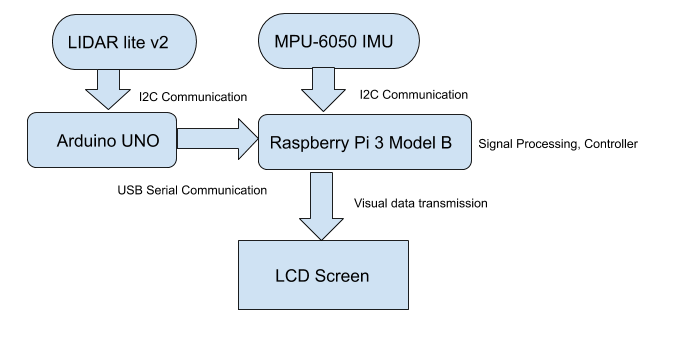 LIDAR lite v2
MPU-6050 IMU
I2C Communication
I2C Communication
Arduino UNO
Raspberry Pi 3 Model B
Signal Processing, Controller
USB Serial Communication
Visual data transmission
LCD Screen